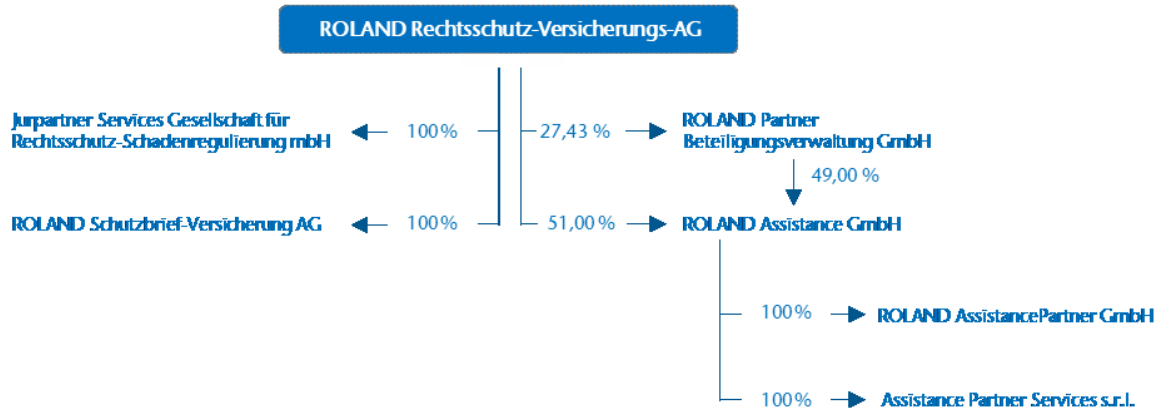 ROLAND Rechtsschutz-Versicherungs-AG
Jurpartner Services Gesellschaft für
Rechtsschutz-Schadenregulierung mbH
100%
27,43 %
ROLAND Partner
Beteiligungsverwaltung GmbH
49,00 %
ROLAND Schutzbrief-Versicherung AG
100%
51,00 %
ROLAND Assistance GmbH
100%
ROLAND AssistancePartner GmbH
100%
Assistance Partner Services s.r.l.